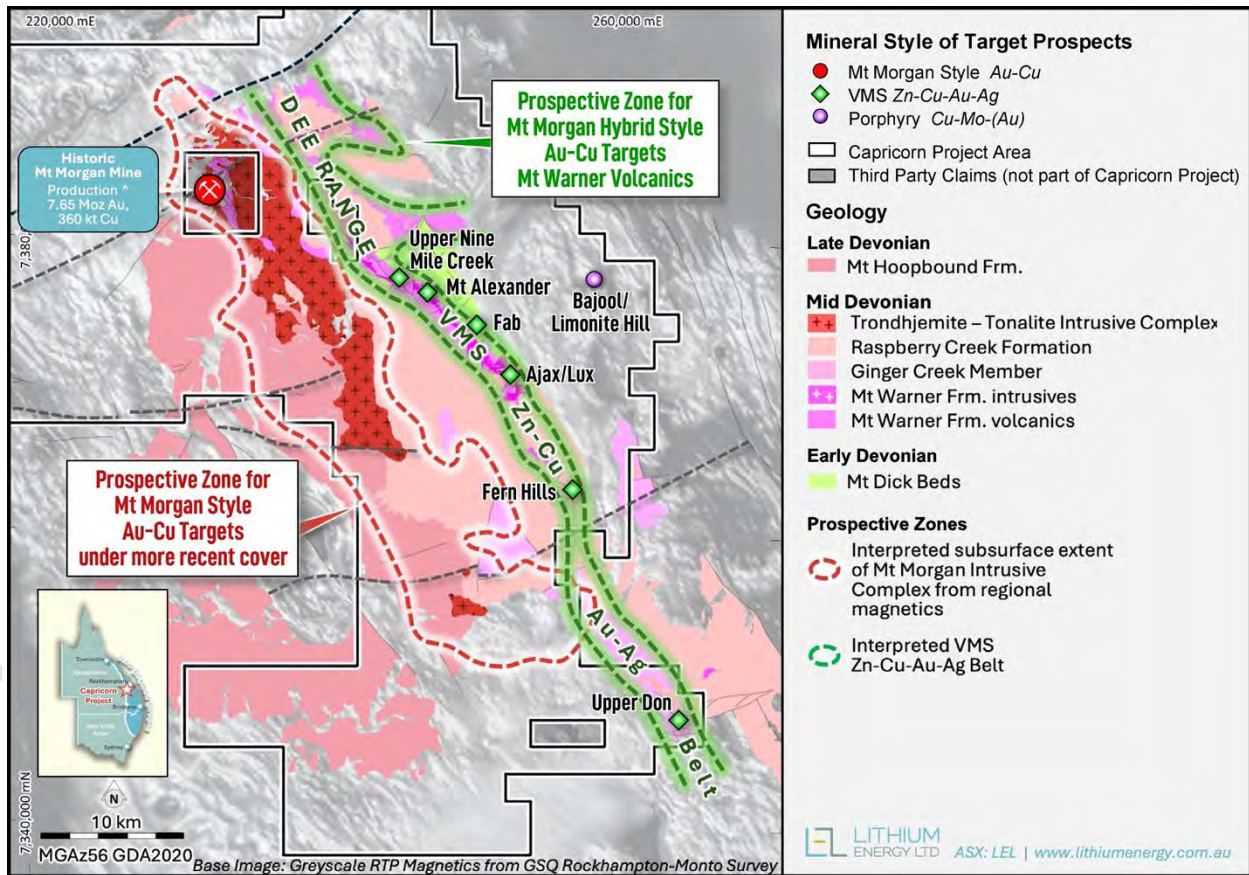 220,000 mE
260,000 mE
7,380,000 mN
7,340,000 mN
Historic
Mt Morgan Mine
Production ^
7.65 Moz Au,
360 kt Cu
DEE RANGE VMS Zn-Cu Au-Ag Belt
Prospective Zone for
Mt Morgan Hybrid Style
Au-Cu Targets
Mt Warner Volcanics
Upper Nine
Mile Creek
Mt Alexander
Fab
Ajax/Lux
Bajool/
Limonite Hill
Fern Hills
Upper Don
Prospective Zone for
Mt Morgan Style
Au-Cu Targets
under more recent cover
Townsville
Rockhampton
Capricorn
Project
Brisbane
Sydney
N
10 km
MGAz56 GDA2020
Base Image: Greyscale RTP Magnetics from GSQ Rockhampton-Monto Survey
Mineral Style of Target Prospects
Mt Morgan Style Au-Cu
VMS Zn-Cu-Au-Ag
Porphyry Cu-Mo-(Au)
Capricorn Project Area
Third Party Claims (not part of Capricorn Project)
Geology
Late Devonian
Mt Hoopbound Frm.
Mid Devonian
Trondhjemite – Tonalite Intrusive Complex
Raspberry Creek Formation
Ginger Creek Member
Mt Warner Frm. intrusives
Mt Warner Frm. volcanics
Early Devonian
Mt Dick Beds
Prospective Zones
Interpreted subsurface extent
of Mt Morgan Intrusive
Complex from regional
magnetics
Interpreted VMS
Zn-Cu-Au-Ag Belt
LITHIUM
ENERGY LTD
ASX: LEL | www.lithiumenergy.com.au